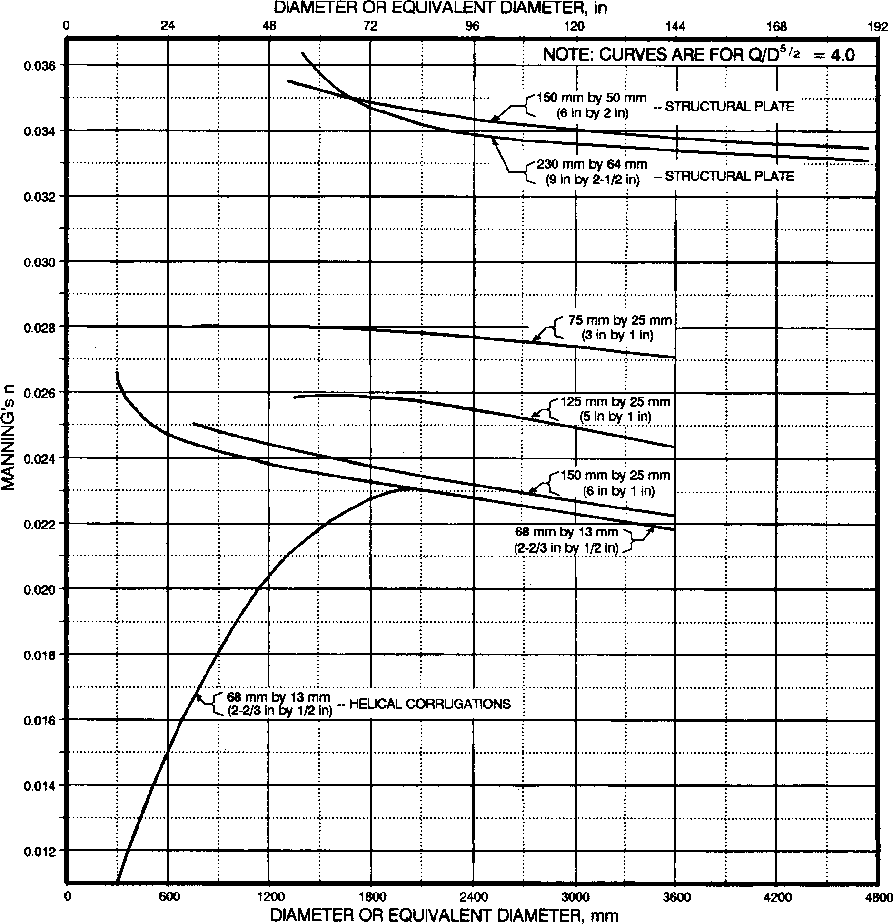 DIAMETER OR EQUIVALENT DIAMETER, in
0 24 48 72 96 120 144 168 192
NOTE: CURVES ARE FOR Q/D^5/2 = 4.0
MANNING's n
0.036
0.034
0.032
0.030
0.028
0.026
0.024
0.022
0.020
0.018
0.016
0.014
0.012
150 mm by 50 mm
(6 in by 2 in)
-- STRUCTURAL PLATE
230 mm by 64 mm
(9 in by 2-1/2 in)
-- STRUCTURAL PLATE
75 mm by 25 mm
(3 in by 1 in)
125 mm by 25 mm
(5 in by 1 in)
150 mm by 25 mm
(6 in by 1 in)
68 mm by 13 mm
(2-2/3 in by 1/2 in)
68 mm by 13 mm
(2-2/3 in by 1/2 in)
-- HELICAL CORRUGATIONS
0 600 1200 1800 2400 3000 3600 4200 4800
DIAMETER OR EQUIVALENT DIAMETER, mm